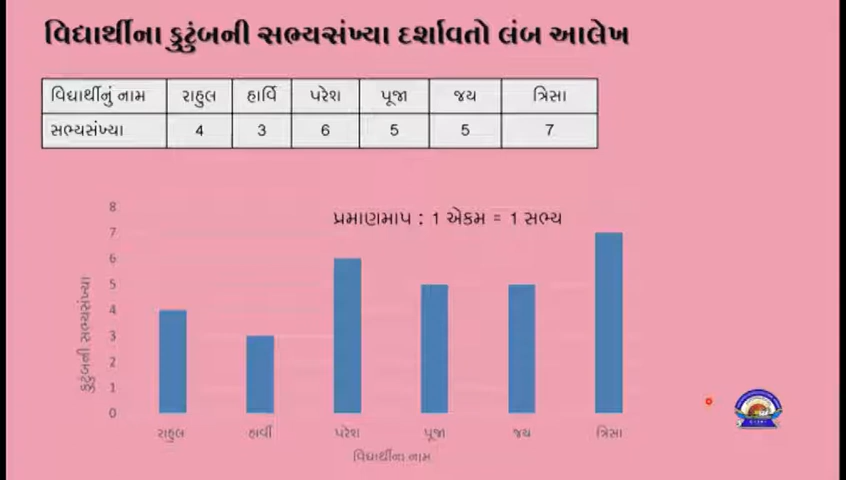 વિદ્યાર્થીના કુટુંબની સભ્યસંખ્યા દર્શાવતો લંબ આલેખ
વિદ્યાર્થીનું નામ રાહુલ હાર્વિ પરેશ પૂજા જય ત્રિસા
સભ્યસંખ્યા 4 3 6 5 5 7
પ્રમાણમાપ : 1 એકમ = 1 સભ્ય
કુટુંબની સભ્યસંખ્યા
8
7
6
5
4
3
2
1
0
રાહુલ હાર્વી પરેશ પૂજા જય ત્રિસા
વિદ્યાર્થીના નામ